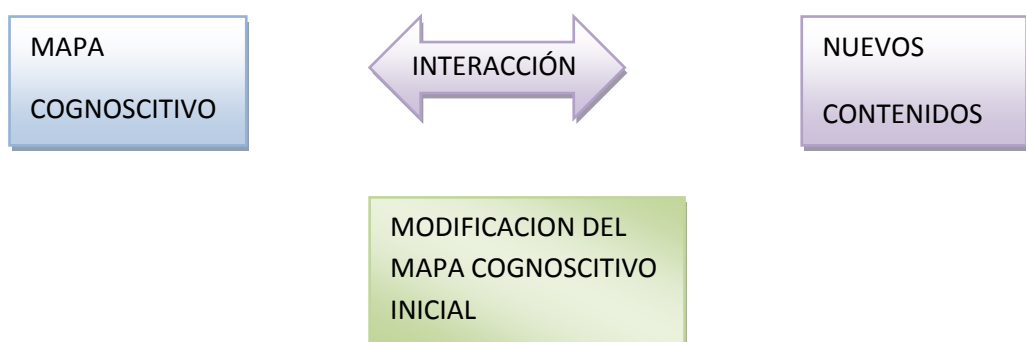 MAPA
COGNOSCITIVO
INTERACCIÓN
NUEVOS
CONTENIDOS
MODIFICACION DEL
MAPA COGNOSCITIVO
INICIAL